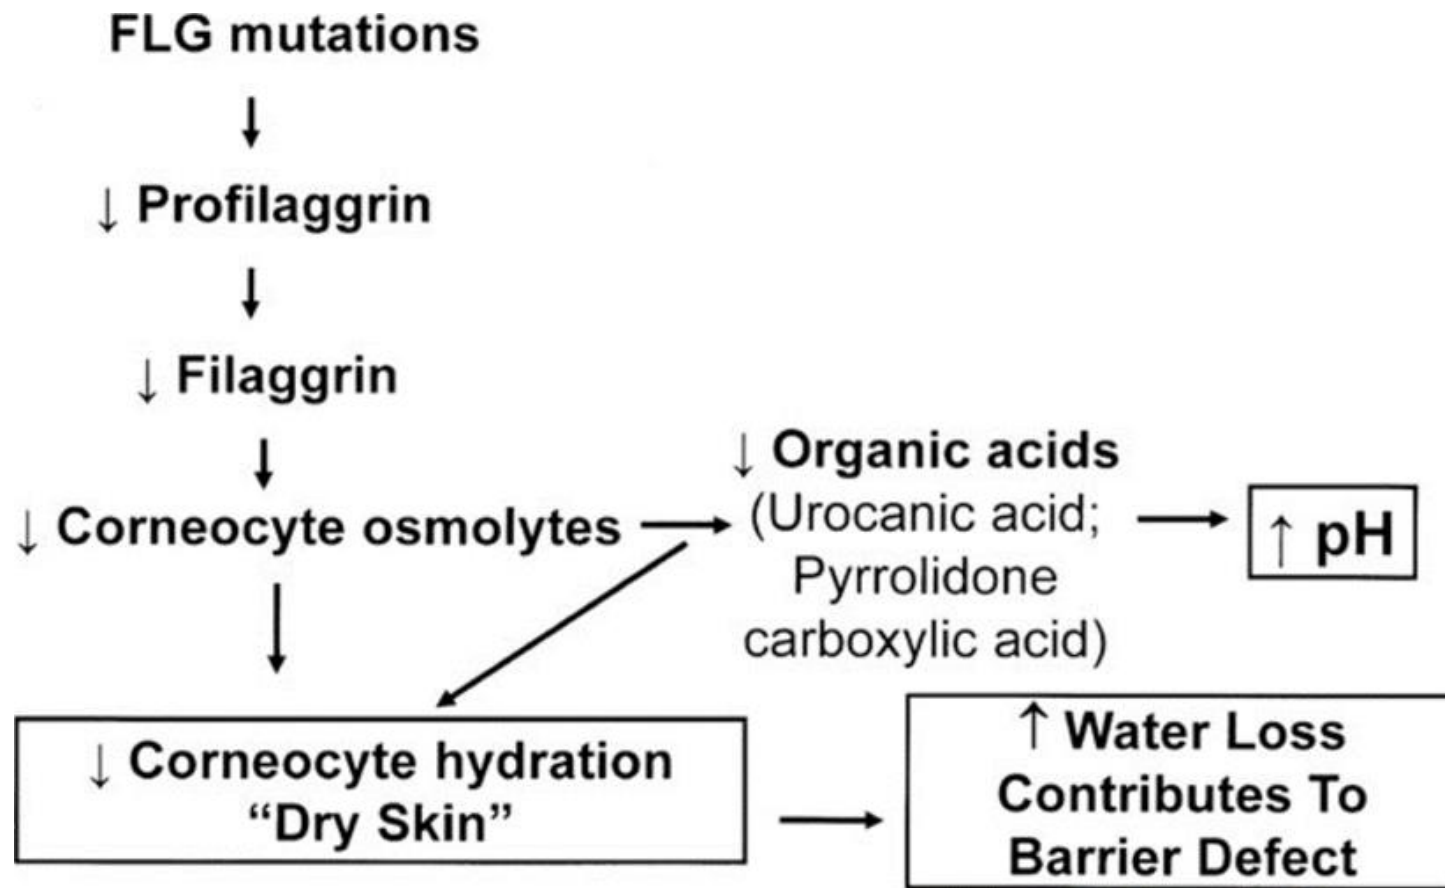 FLG mutations
↓ Profilaggrin
↓ Filaggrin
↓ Corneocyte osmolytes
↓ Organic acids
(Urocanic acid;
Pyrrolidone
carboxylic acid)
↑ pH
↓ Corneocyte hydration
“Dry Skin”
↑ Water Loss
Contributes To
Barrier Defect